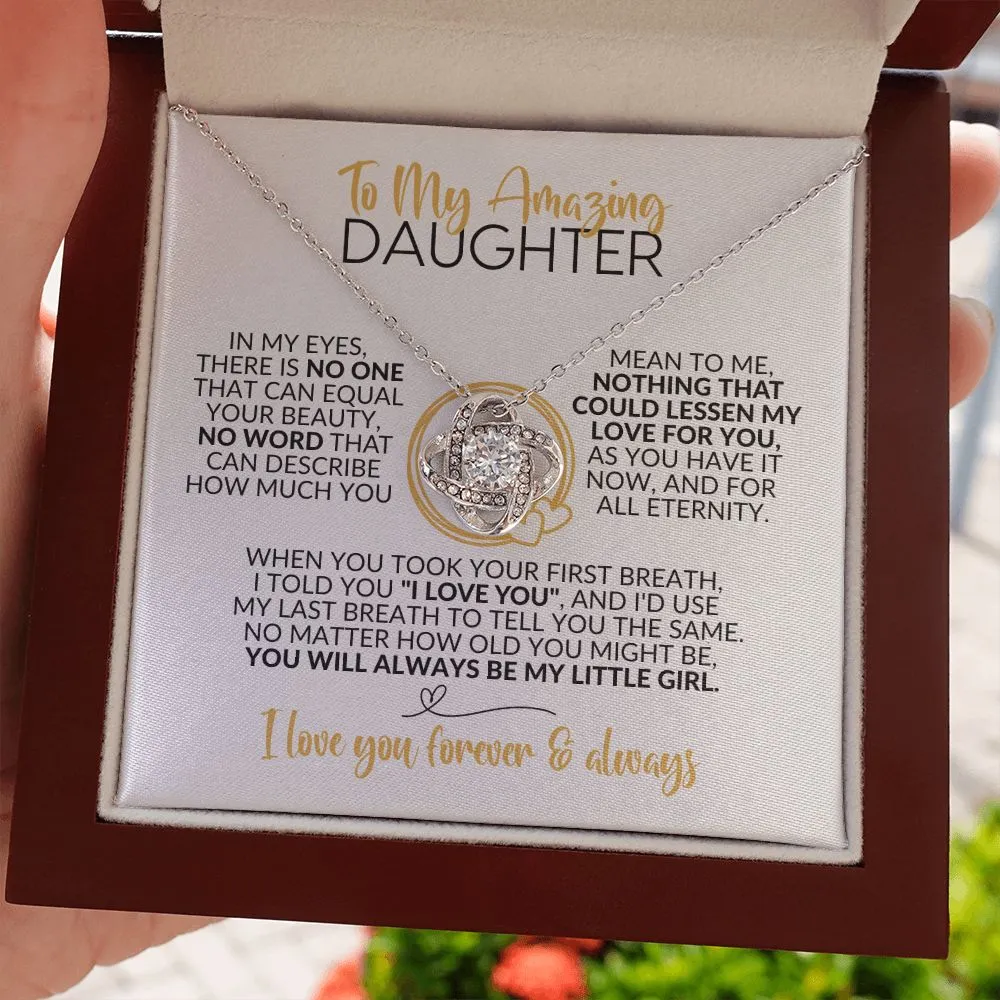 To My Amazing
DAUGHTER
IN MY EYES,
THERE IS NO ONE
THAT CAN EQUAL
YOUR BEAUTY,
NO WORD THAT
CAN DESCRIBE
HOW MUCH YOU
MEAN TO ME,
NOTHING THAT
COULD LESSEN MY
LOVE FOR YOU,
AS YOU HAVE IT
NOW, AND FOR
ALL ETERNITY.
WHEN YOU TOOK YOUR FIRST BREATH,
I TOLD YOU "I LOVE YOU", AND I'D USE
MY LAST BREATH TO TELL YOU THE SAME.
NO MATTER HOW OLD YOU MIGHT BE,
YOU WILL ALWAYS BE MY LITTLE GIRL.
I love you forever & always